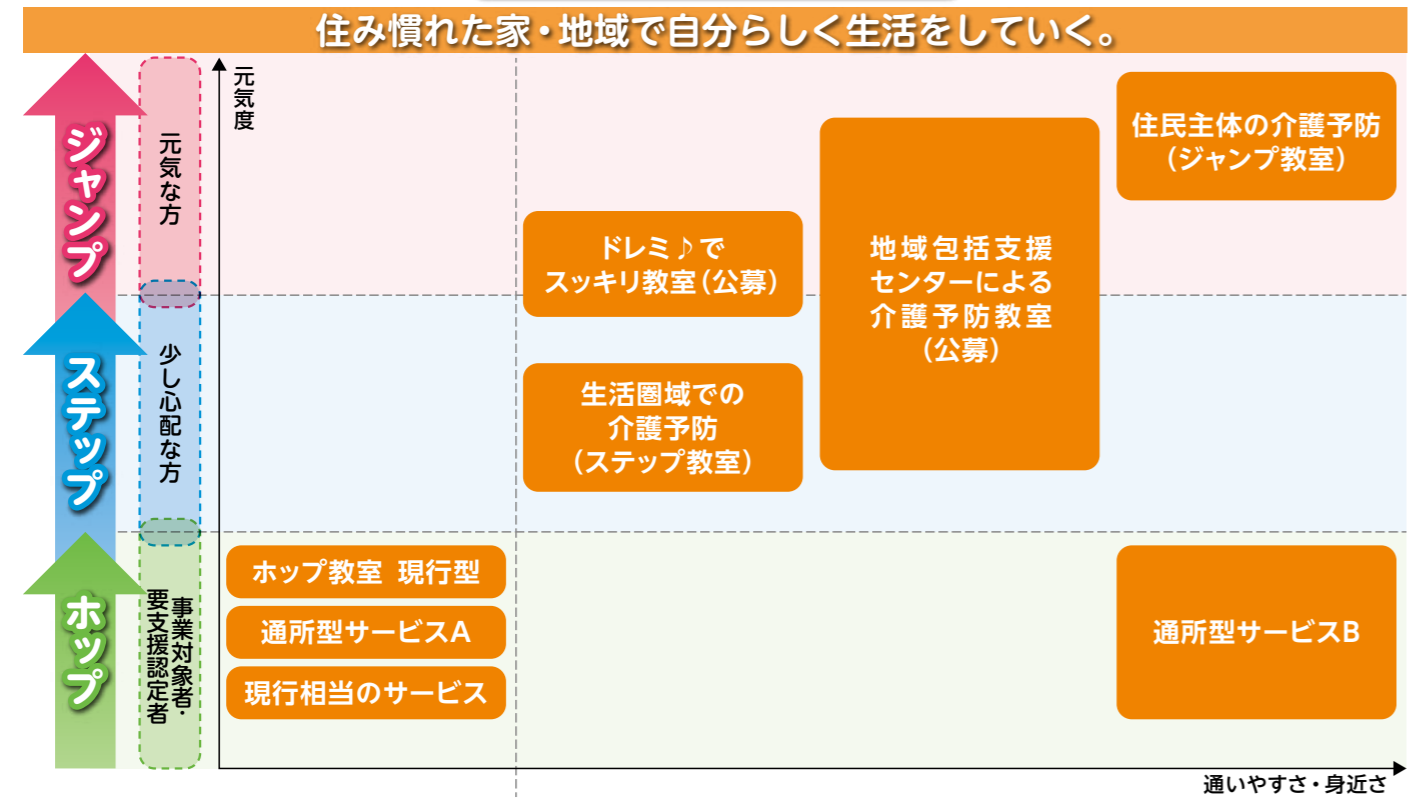 住み慣れた家・地域で自分らしく生活をしていく。
ジャンプ
ステップ
ホップ
元気な方
少し心配な方
事業対象者・
要支援認定者
元気度
住民主体の介護予防
(ジャンプ教室)
地域包括支援
センターによる
介護予防教室
(公募)
ドレミ♪で
スッキリ教室(公募)
生活圏域での
介護予防
(ステップ教室)
ホップ教室 現行型
通所型サービスA
現行相当のサービス
通所型サービスB
通いやすさ・身近さ